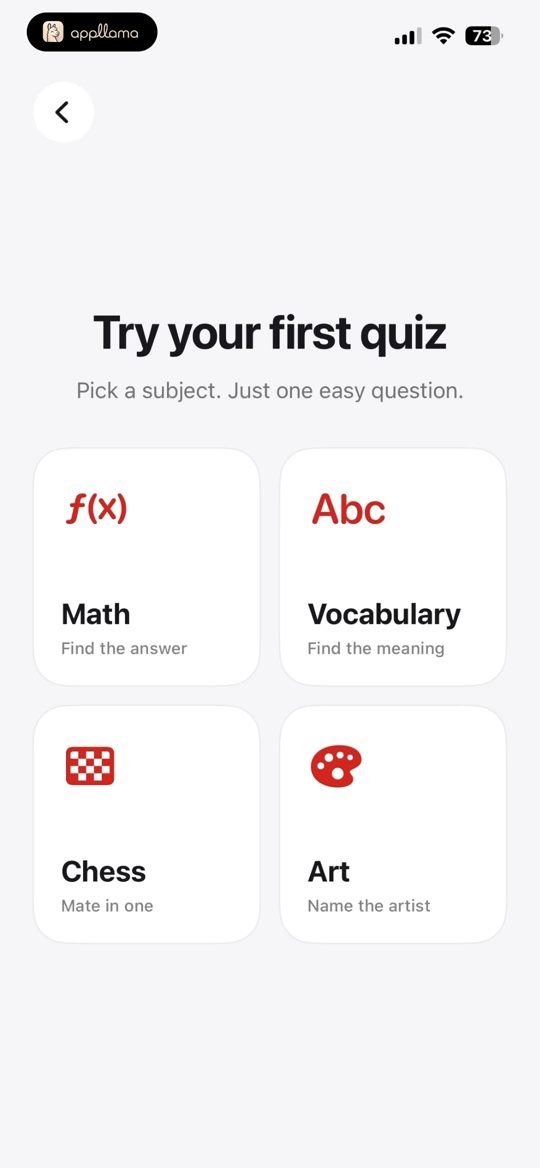 appllama
73
Try your first quiz
Pick a subject. Just one easy question.
f(x)
Abc
Math
Vocabulary
Find the answer
Find the meaning
Chess
Art
Mate in one
Name the artist